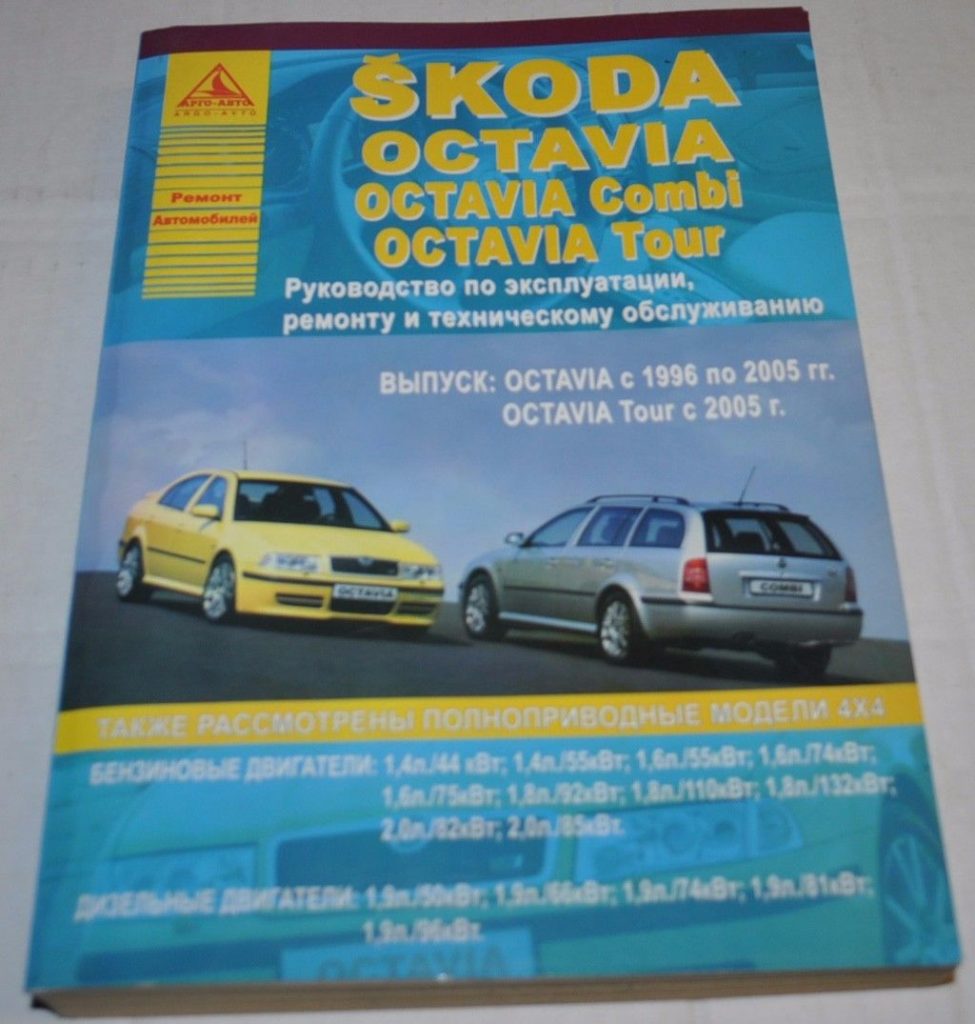 АРГО-АВТО
ARGO-AVTO
Ремонт
Автомобилей
ŠKODA
OCTAVIA
OCTAVIA Combi
OCTAVIA Tour
Руководство по эксплуатации,
ремонту и техническому обслуживанию
ВЫПУСК: OCTAVIA с 1996 по 2005 гг.
OCTAVIA Tour с 2005 г.
OCTAVIA
COMBI
ТАКЖЕ РАССМОТРЕНЫ ПОЛНОПРИВОДНЫЕ МОДЕЛИ 4X4
БЕНЗИНОВЫЕ ДВИГАТЕЛИ: 1,4л./44 кВт; 1,4л./55кВт; 1,6л./55кВт; 1,6л./74кВт;
1,6л./75кВт; 1,8л./92кВт; 1,8л./110кВт; 1,8л./132кВт;
2,0л./82кВт; 2,0л./85кВт.
ДИЗЕЛЬНЫЕ ДВИГАТЕЛИ: 1,9л./50кВт; 1,9л./66кВт; 1,9л./74кВт; 1,9л./81кВт;
1,9л./96кВт.
OCTAVIA